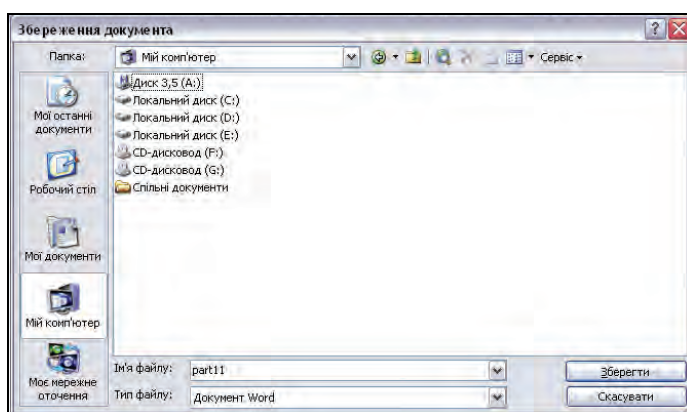 Збереження документа
Папка: Мій комп'ютер Сервіс
Диск 3,5 (A:)
Локальний диск (C:)
Локальний диск (D:)
Локальний диск (E:)
CD-дисковод (F:)
CD-дисковод (G:)
Спільні документи
Мої останні
документи
Робочий стіл
Мої документи
Мій комп'ютер
Моє мережне
оточення
Ім'я файлу: part11 Зберегти
Тип файлу: Документ Word Скасувати